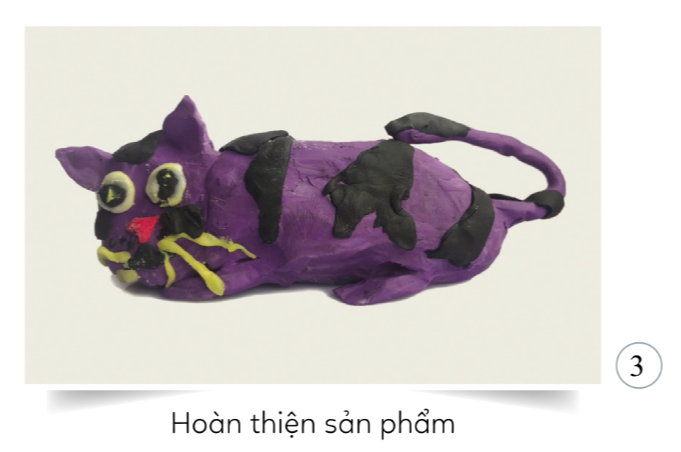 3
Hoàn thiện sản phẩm